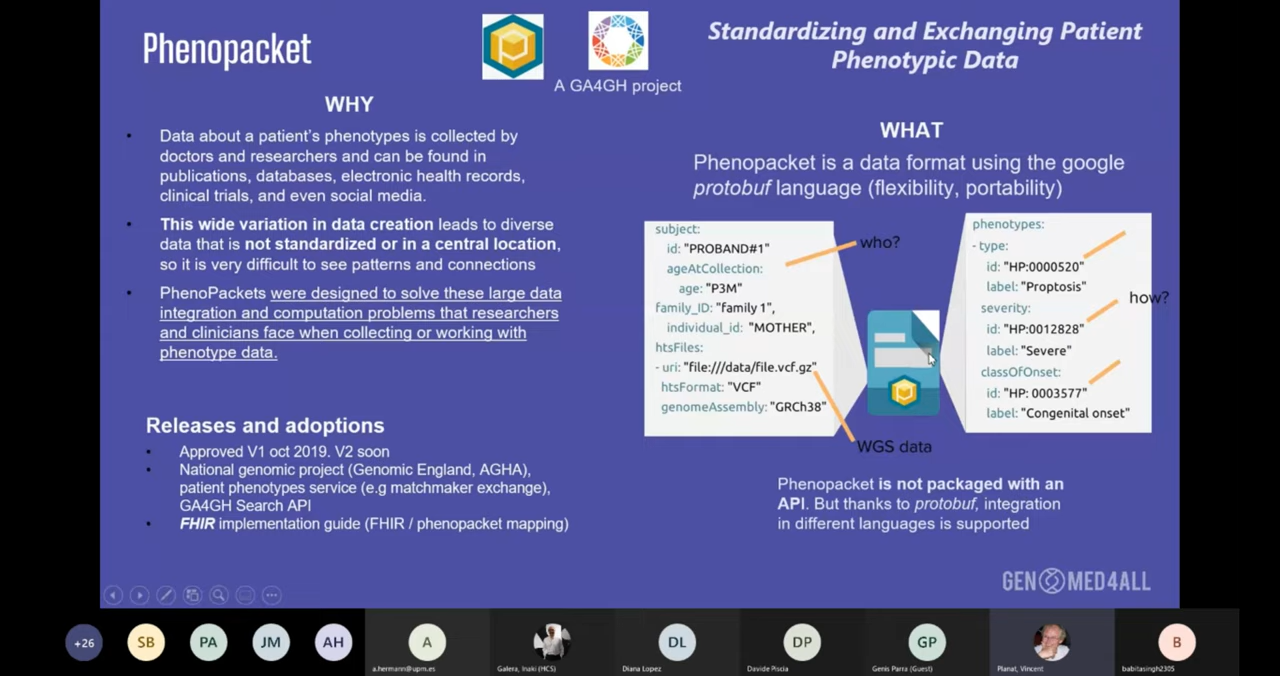 Phenopacket
A GA4GH project
Standardizing and Exchanging Patient
Phenotypic Data
WHY
• Data about a patient's phenotypes is collected by
doctors and researchers and can be found in
publications, databases, electronic health records,
clinical trials, and even social media.
• This wide variation in data creation leads to diverse
data that is not standardized or in a central location,
so it is very difficult to see patterns and connections
• PhenoPackets were designed to solve these large data
integration and computation problems that researchers
and clinicians face when collecting or working with
phenotype data.
Releases and adoptions
• Approved V1 oct 2019. V2 soon
• National genomic project (Genomic England, AGHA),
patient phenotypes service (e.g matchmaker exchange),
GA4GH Search API
• FHIR implementation guide (FHIR / phenopacket mapping)
WHAT
Phenopacket is a data format using the google
protobuf language (flexibility, portability)
subject:
id: "PROBAND#1"
ageAtCollection:
age: "P3M"
family_ID: "family 1",
individual_id: "MOTHER",
htsFiles:
- uri: "file:///data/file.vcf.gz"
htsFormat: "VCF"
genomeAssembly: "GRCh38"
who?
WGS data
phenotypes:
- type:
id: "HP:0000520"
label: "Proptosis"
severity:
id: "HP:0012828"
label: "Severe"
classOfOnset:
id: "HP: 0003577"
label: "Congenital onset"
how?
Phenopacket is not packaged with an
API. But thanks to protobuf, integration
in different languages is supported
GENOMED4ALL
+26
SB
PA
JM
AH
A
DL
DP
GP
B
a.hermann@upm.es
Galera, Inaki (HCS)
Diana Lopez
Davide Piscia
Genis Parra (Guest)
Planat, Vincent
babitasingh2305